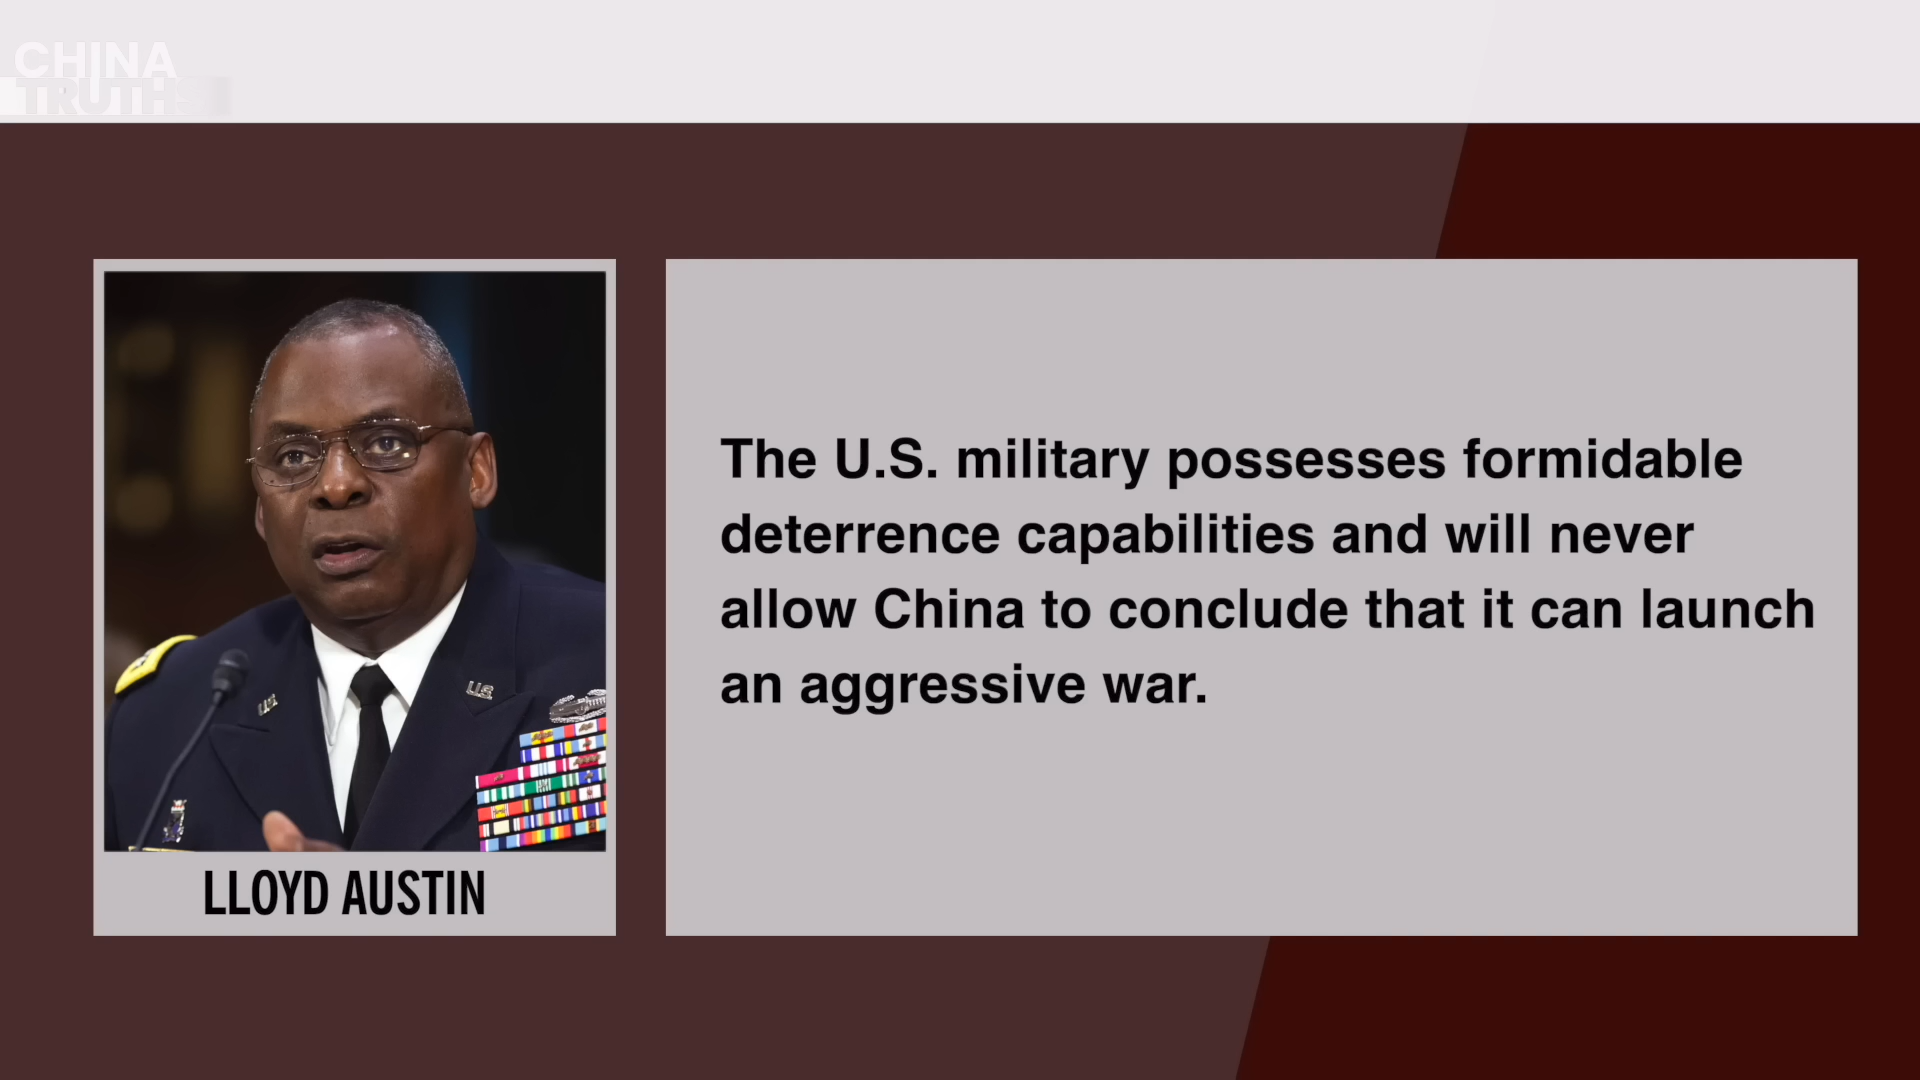 CHINA
TRUTHS
LLOYD AUSTIN
The U.S. military possesses formidable
deterrence capabilities and will never
allow China to conclude that it can launch
an aggressive war.
U.S.
U.S.